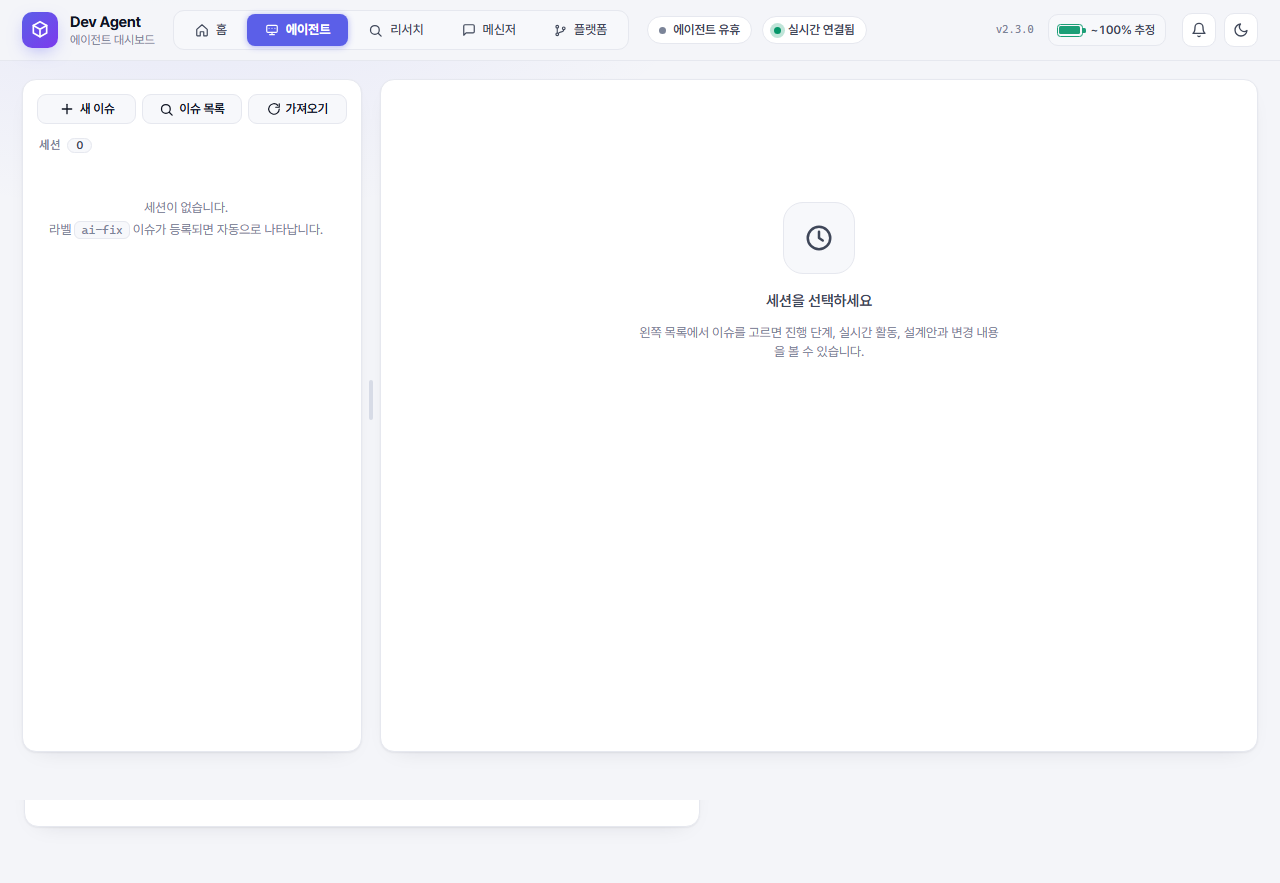 Dev Agent
에이전트 대시보드
홈
에이전트
리서치
메신저
플랫폼
에이전트 유휴
실시간 연결됨
v2.3.0
~100% 추정
새 이슈
이슈 목록
가져오기
세션 0
세션이 없습니다.
라벨 ai-fix 이슈가 등록되면 자동으로 나타납니다.
세션을 선택하세요
왼쪽 목록에서 이슈를 고르면 진행 단계, 실시간 활동, 설계안과 변경 내용
을 볼 수 있습니다.